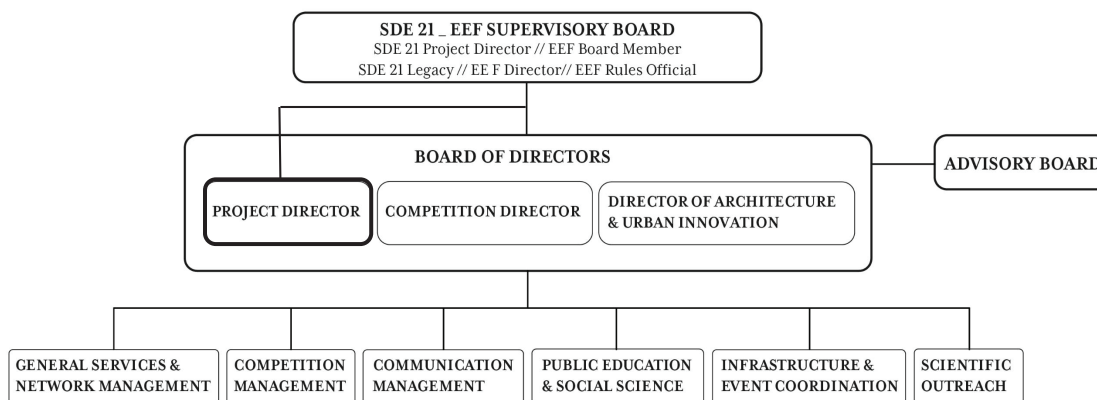 SDE 21 _ EEF SUPERVISORY BOARD
SDE 21 Project Director // EEF Board Member
SDE 21 Legacy // EE F Director// EEF Rules Official
BOARD OF DIRECTORS
ADVISORY BOARD
PROJECT DIRECTOR
COMPETITION DIRECTOR
DIRECTOR OF ARCHITECTURE
& URBAN INNOVATION
GENERAL SERVICES &
NETWORK MANAGEMENT
COMPETITION
MANAGEMENT
COMMUNICATION
MANAGEMENT
PUBLIC EDUCATION
& SOCIAL SCIENCE
INFRASTRUCTURE &
EVENT COORDINATION
SCIENTIFIC
OUTREACH